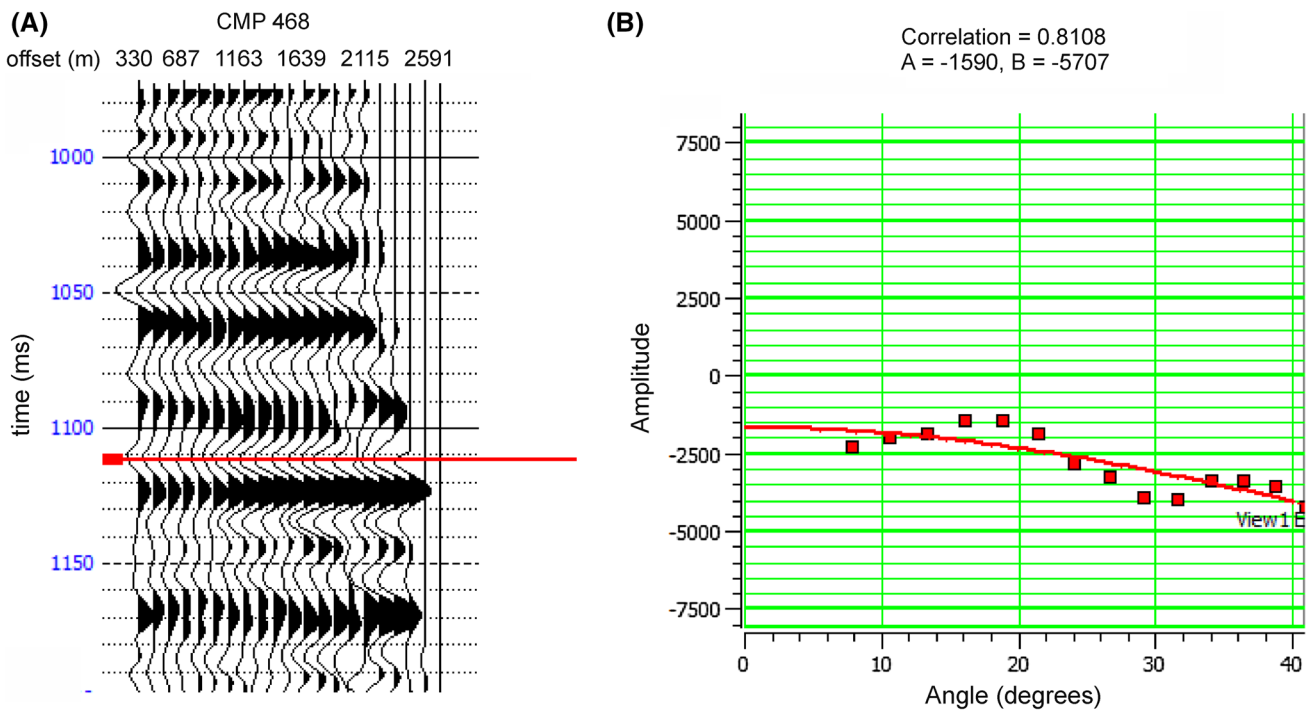 (A)
CMP 468
offset (m) 330 687 1163 1639 2115 2591
1000
1050
1100
1150
time (ms)
(B)
Correlation = 0.8108
A = -1590, B = -5707
7500
5000
2500
0
-2500
-5000
-7500
Amplitude
View1 E
0 10 20 30 40
Angle (degrees)